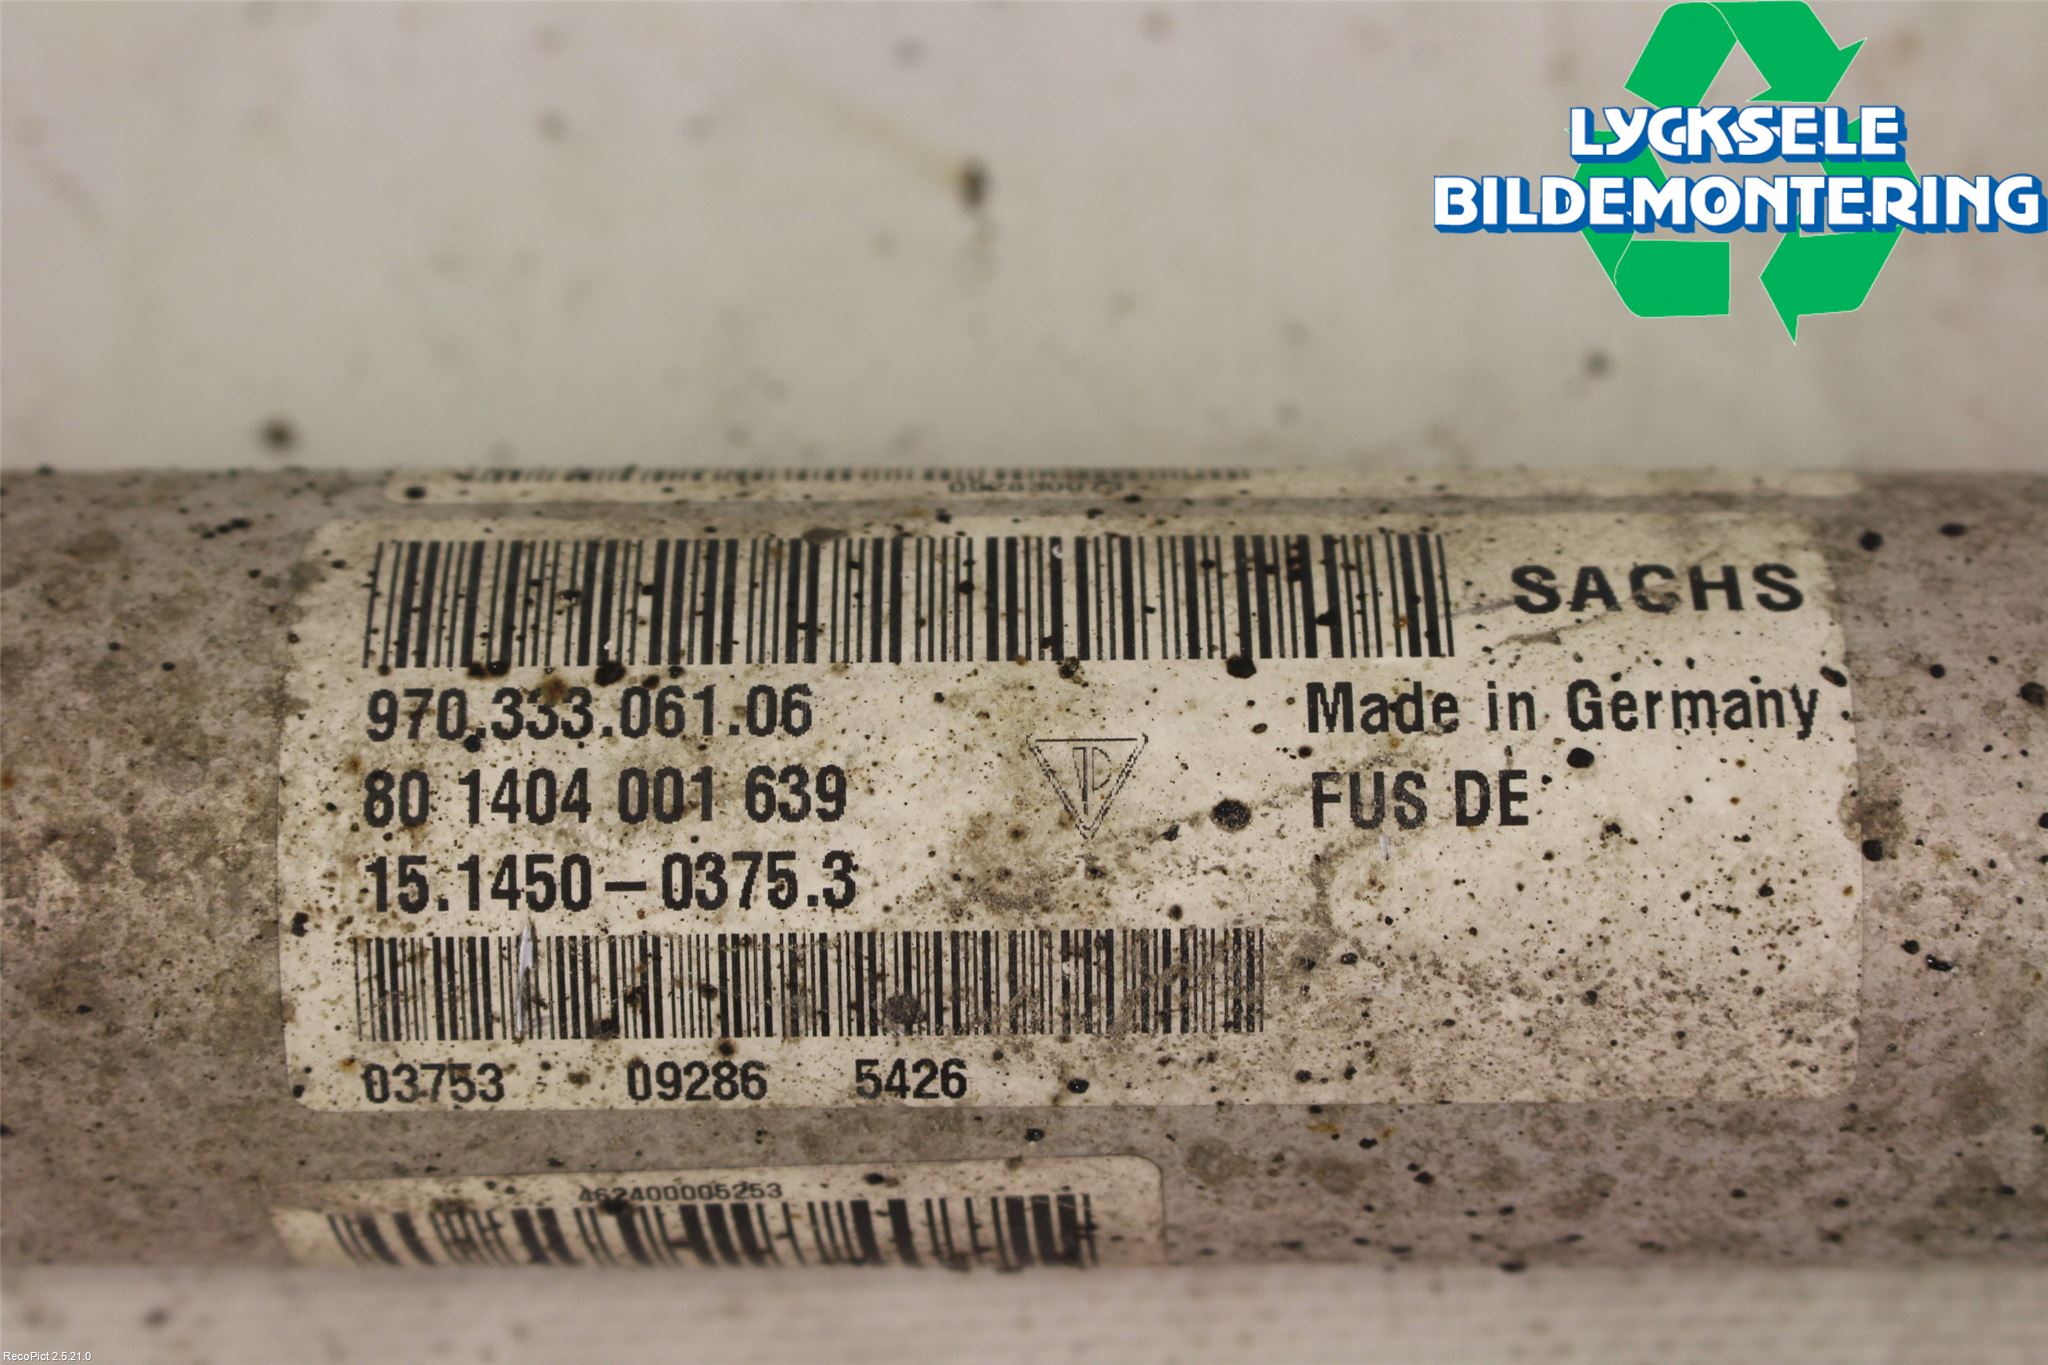 LYCKSELE
BILDEMONTERING
SACHS
970.333.061.06
Made in Germany
80 1404 001 639
FUS DE
15.1450-0375.3
03753 09286 5426
462400005253
RecoPict 2.5.21.0